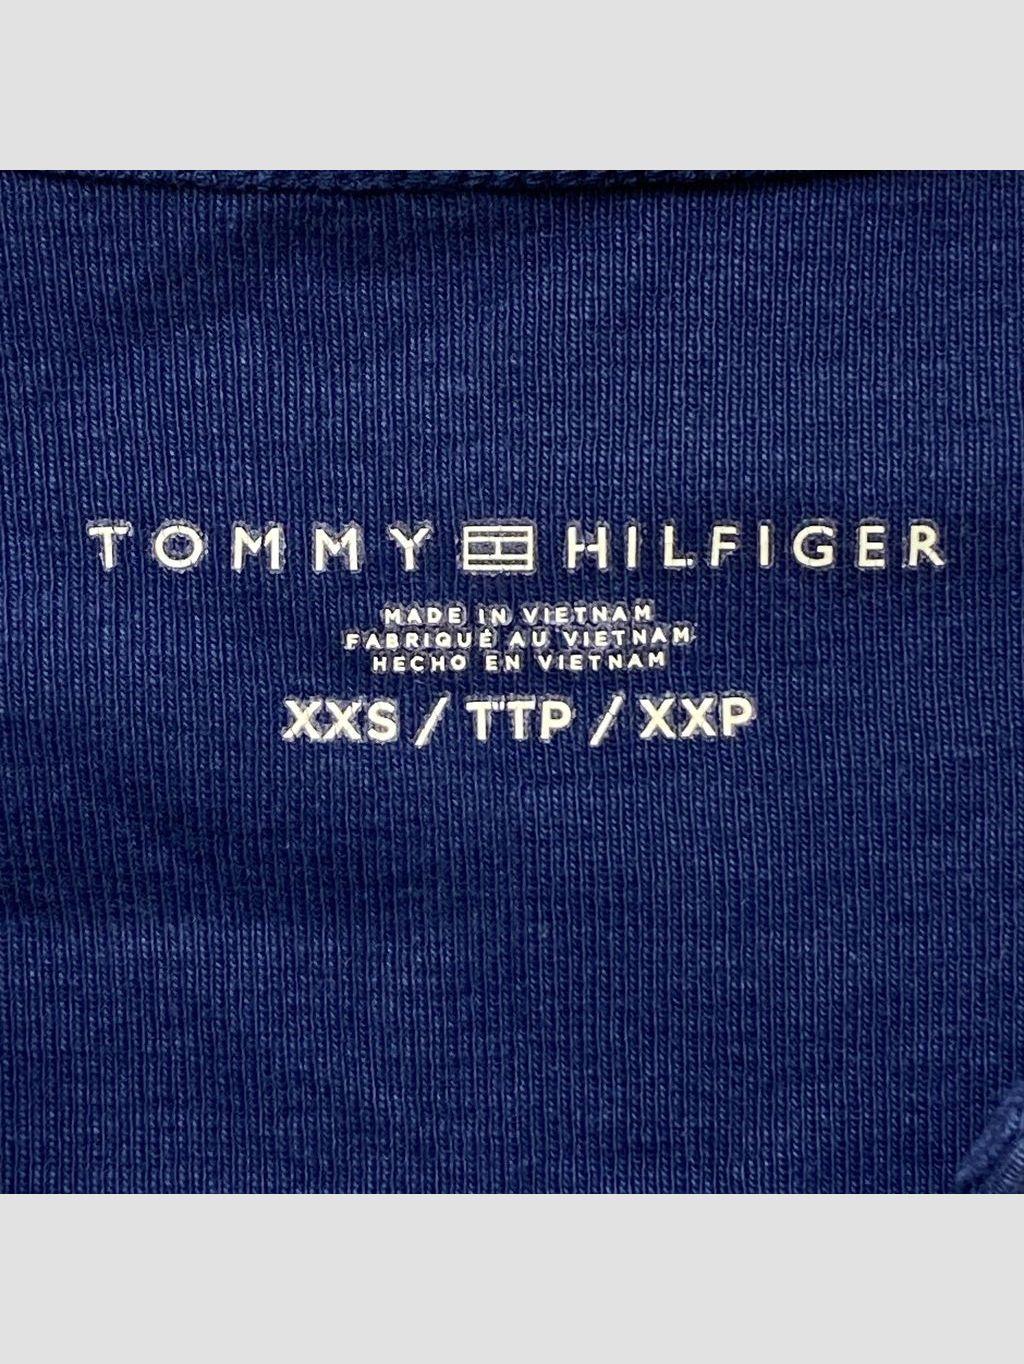 TOMMY HILFIGER
MADE IN VIETNAM
FABRIQUÉ AU VIETNAM
HECHO EN VIETNAM
XXS / TTP / XXP